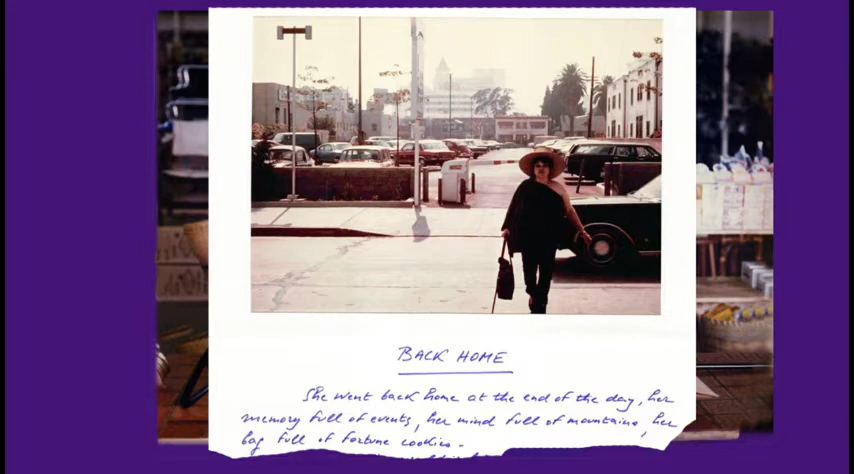 BACK HOME
She went back home at the end of the day, her
memory full of events, her mind full of mountains, her
bag full of fortune cookies.